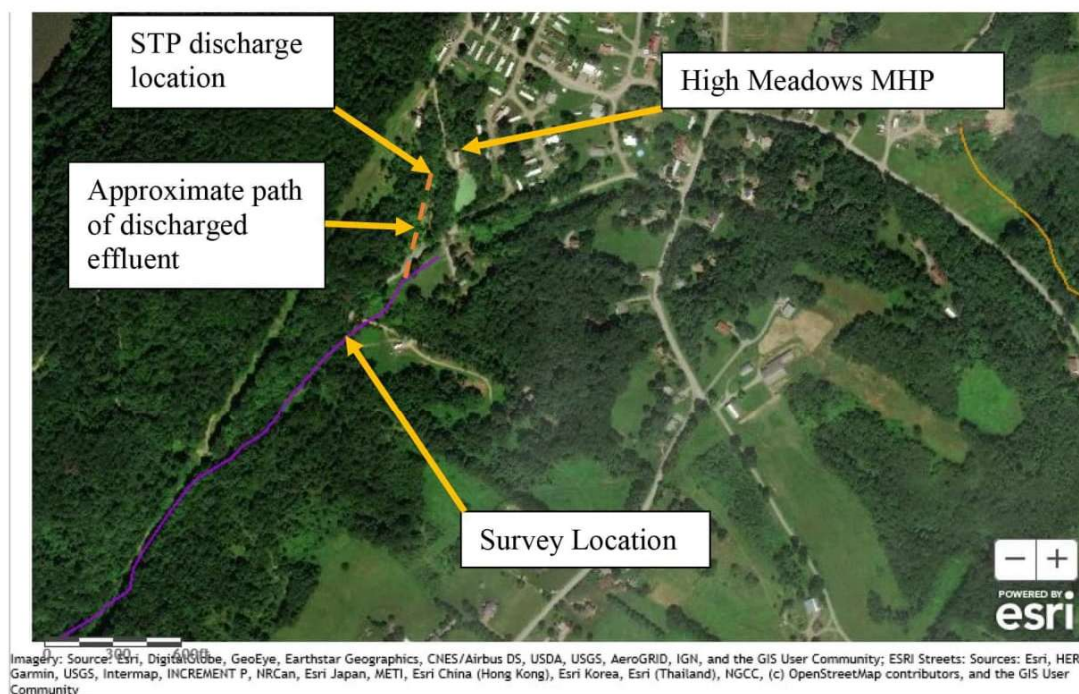 STP discharge
location
High Meadows MHP
Approximate path
of discharged
effluent
Survey Location
− +
POWERED BY
esri
0 300 600ft
Imagery: Source: Esri, DigitalGlobe, GeoEye, Earthstar Geographics, CNES/Airbus DS, USDA, USGS, AeroGRID, IGN, and the GIS User Community; ESRI Streets: Sources: Esri, HER
Garmin, USGS, Intermap, INCREMENT P, NRCan, Esri Japan, METI, Esri China (Hong Kong), Esri Korea, Esri (Thailand), NGCC, (c) OpenStreetMap contributors, and the GIS User
Community